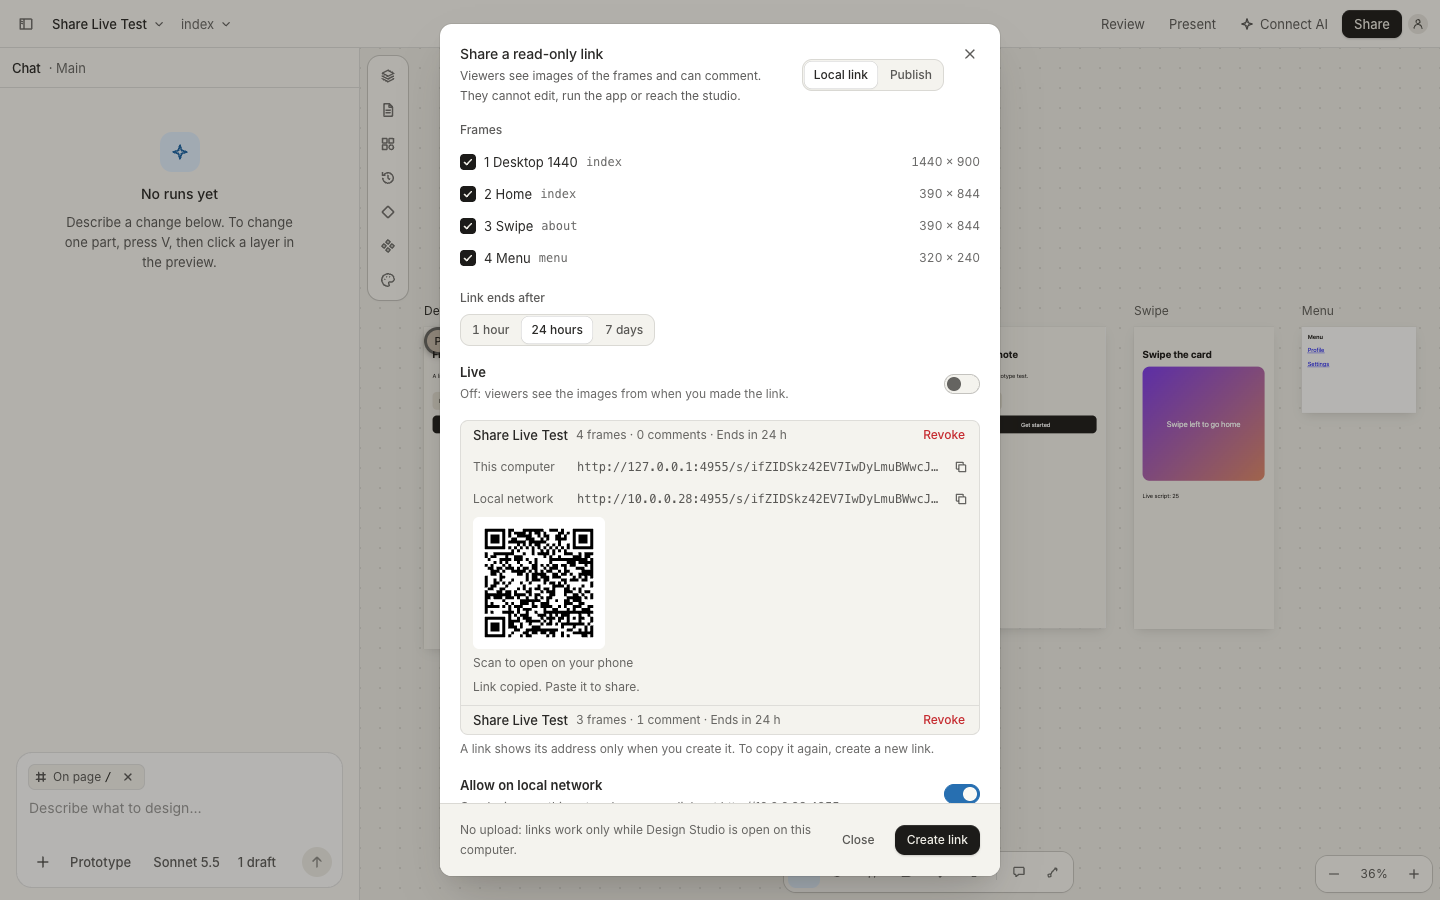 Share Live Test
index
Review
Present
Connect AI
Share
Chat · Main
No runs yet
Describe a change below. To change
one part, press V, then click a layer in
the preview.
On page /
Describe what to design...
Prototype
Sonnet 5.5
1 draft
Share a read-only link
Viewers see images of the frames and can comment.
They cannot edit, run the app or reach the studio.
Local link
Publish
Frames
1 Desktop 1440 index 1440 × 900
2 Home index 390 × 844
3 Swipe about 390 × 844
4 Menu menu 320 × 240
Link ends after
1 hour
24 hours
7 days
Live
Off: viewers see the images from when you made the link.
Share Live Test 4 frames · 0 comments · Ends in 24 h Revoke
This computer http://127.0.0.1:4955/s/ifZIDSkz42EV7IwDyLmuBWwcJ…
Local network http://10.0.0.28:4955/s/ifZIDSkz42EV7IwDyLmuBWwcJ…
Scan to open on your phone
Link copied. Paste it to share.
Share Live Test 3 frames · 1 comment · Ends in 24 h Revoke
A link shows its address only when you create it. To copy it again, create a new link.
Allow on local network
No upload: links work only while Design Studio is open on this
computer.
Close
Create link
Get started
Swipe
Swipe the card
Swipe left to go home
Live script: 25
Menu
Menu
Profile
Settings
36%